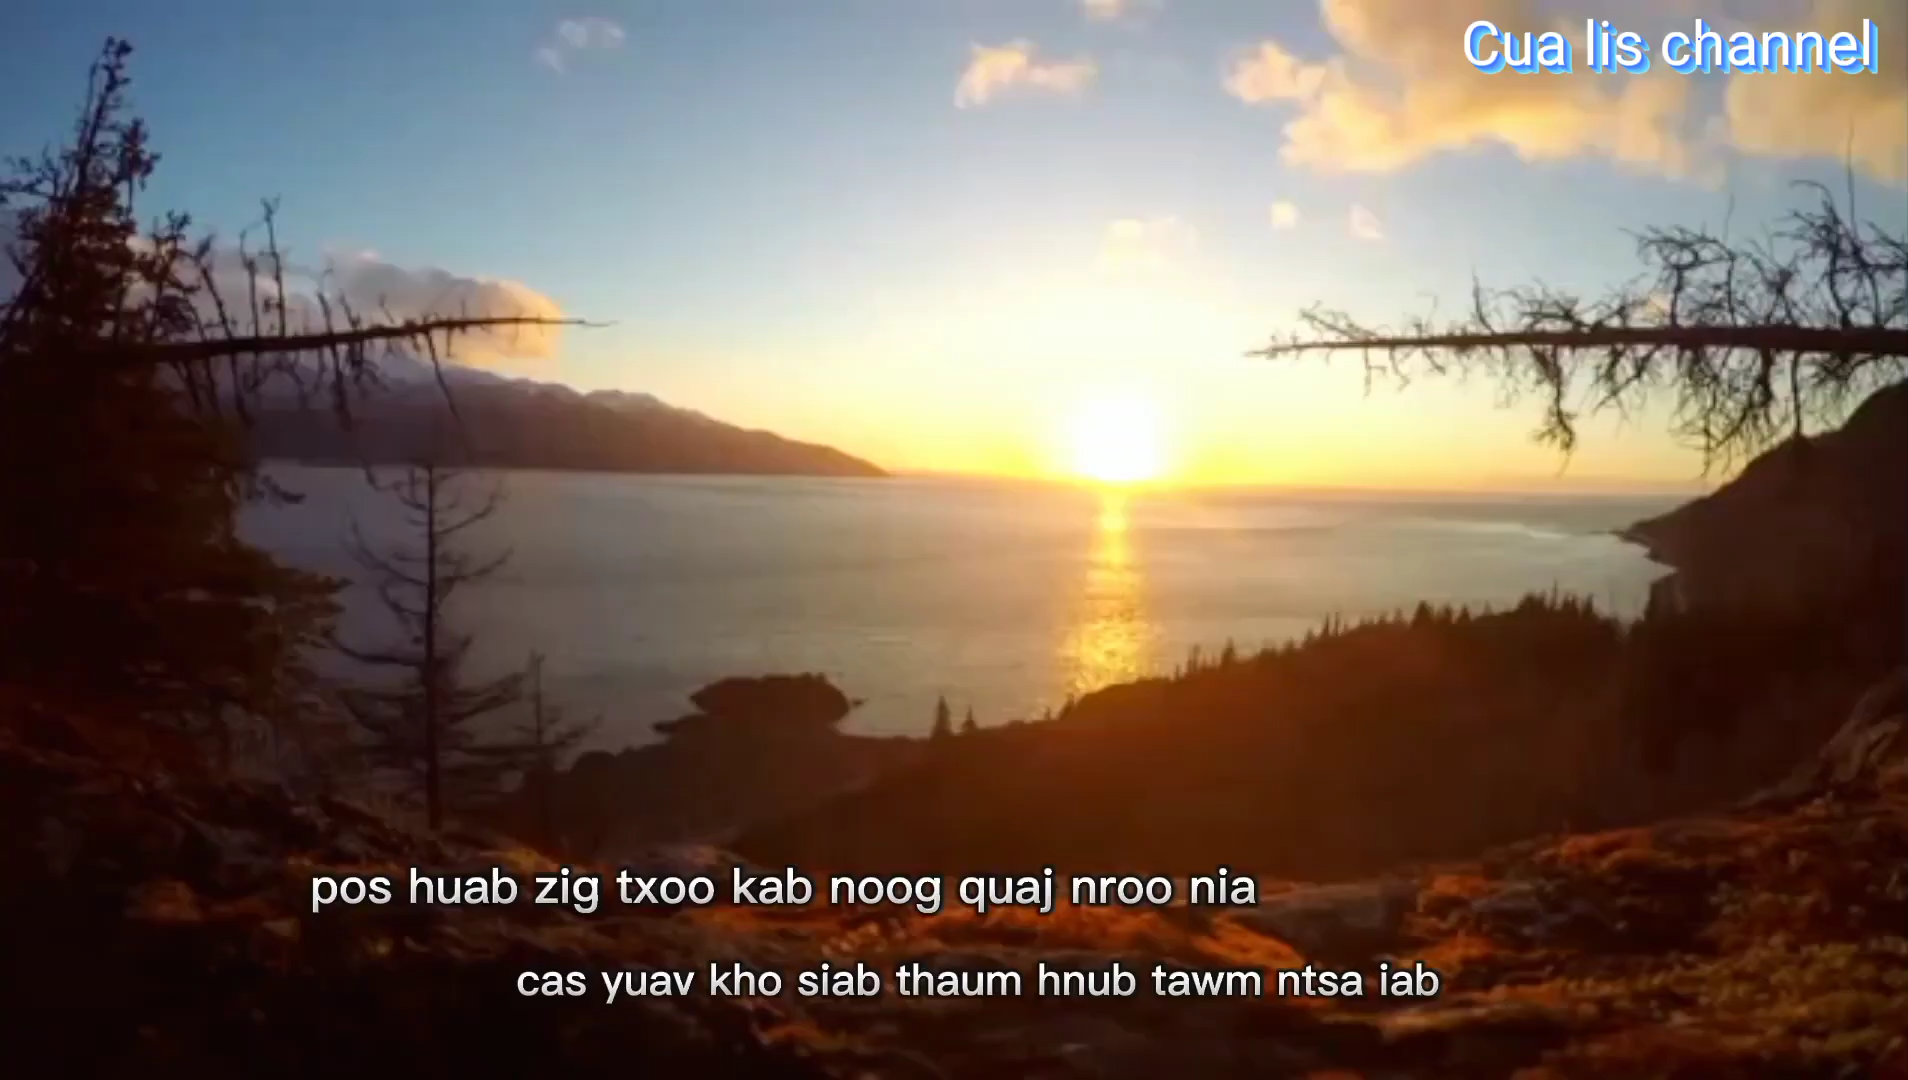 Cua lis channel
pos huab zig txoo kab noog quaj nroo nia
cas yuav kho siab thaum hnub tawm ntsa iab